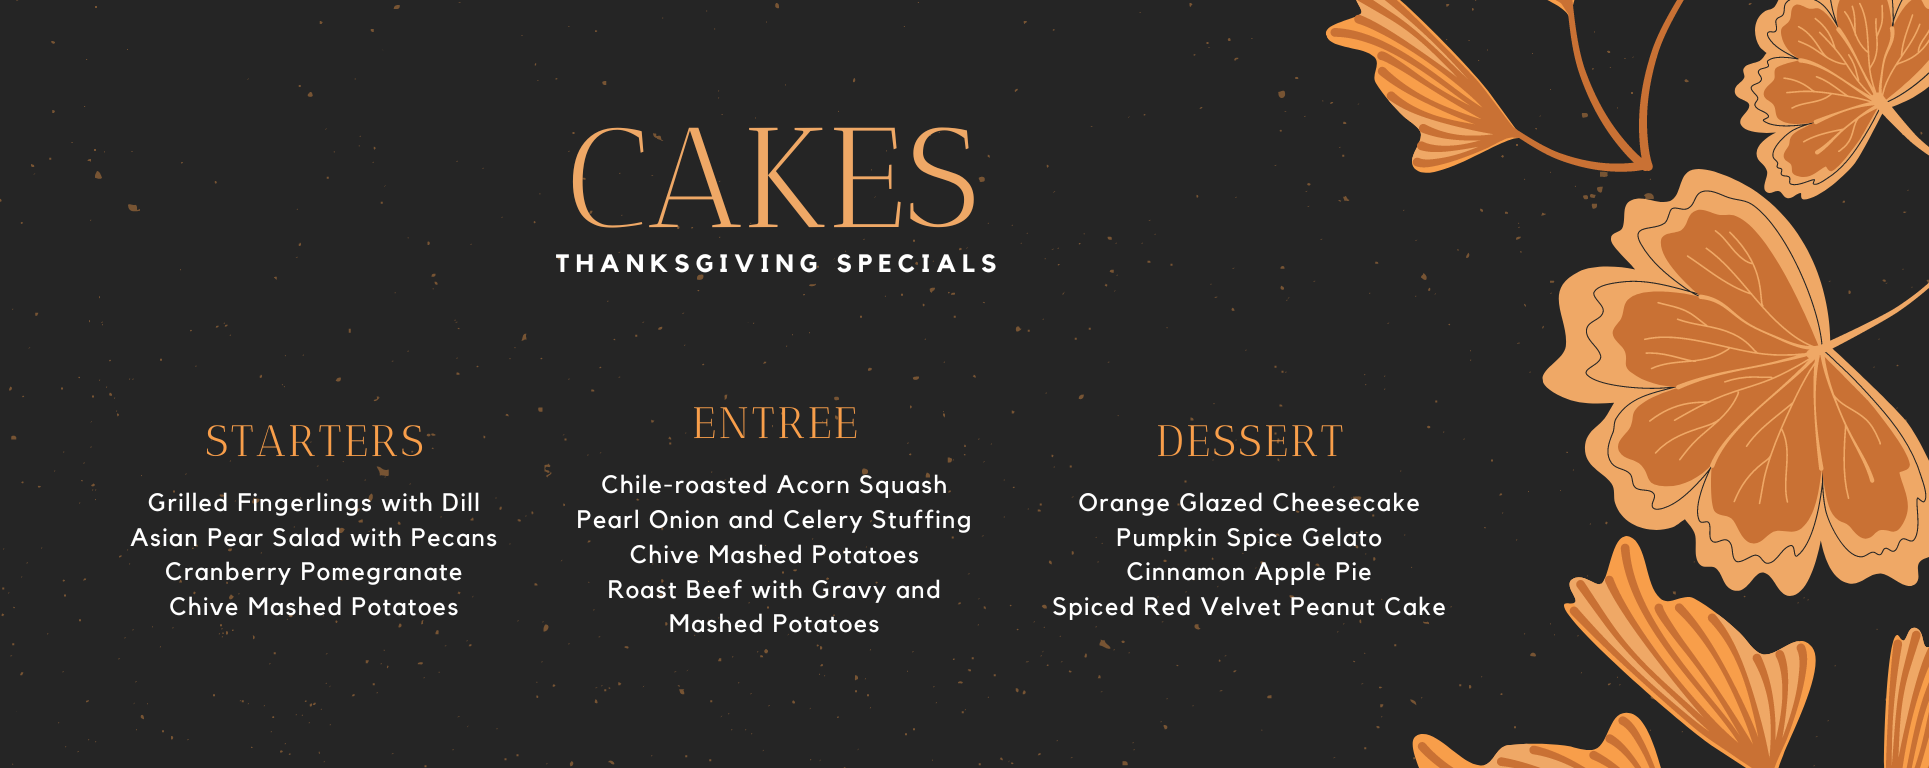 CAKES
THANKSGIVING SPECIALS
STARTERS
Grilled Fingerlings with Dill
Asian Pear Salad with Pecans
Cranberry Pomegranate
Chive Mashed Potatoes
ENTREE
Chile-roasted Acorn Squash
Pearl Onion and Celery Stuffing
Chive Mashed Potatoes
Roast Beef with Gravy and
Mashed Potatoes
DESSERT
Orange Glazed Cheesecake
Pumpkin Spice Gelato
Cinnamon Apple Pie
Spiced Red Velvet Peanut Cake